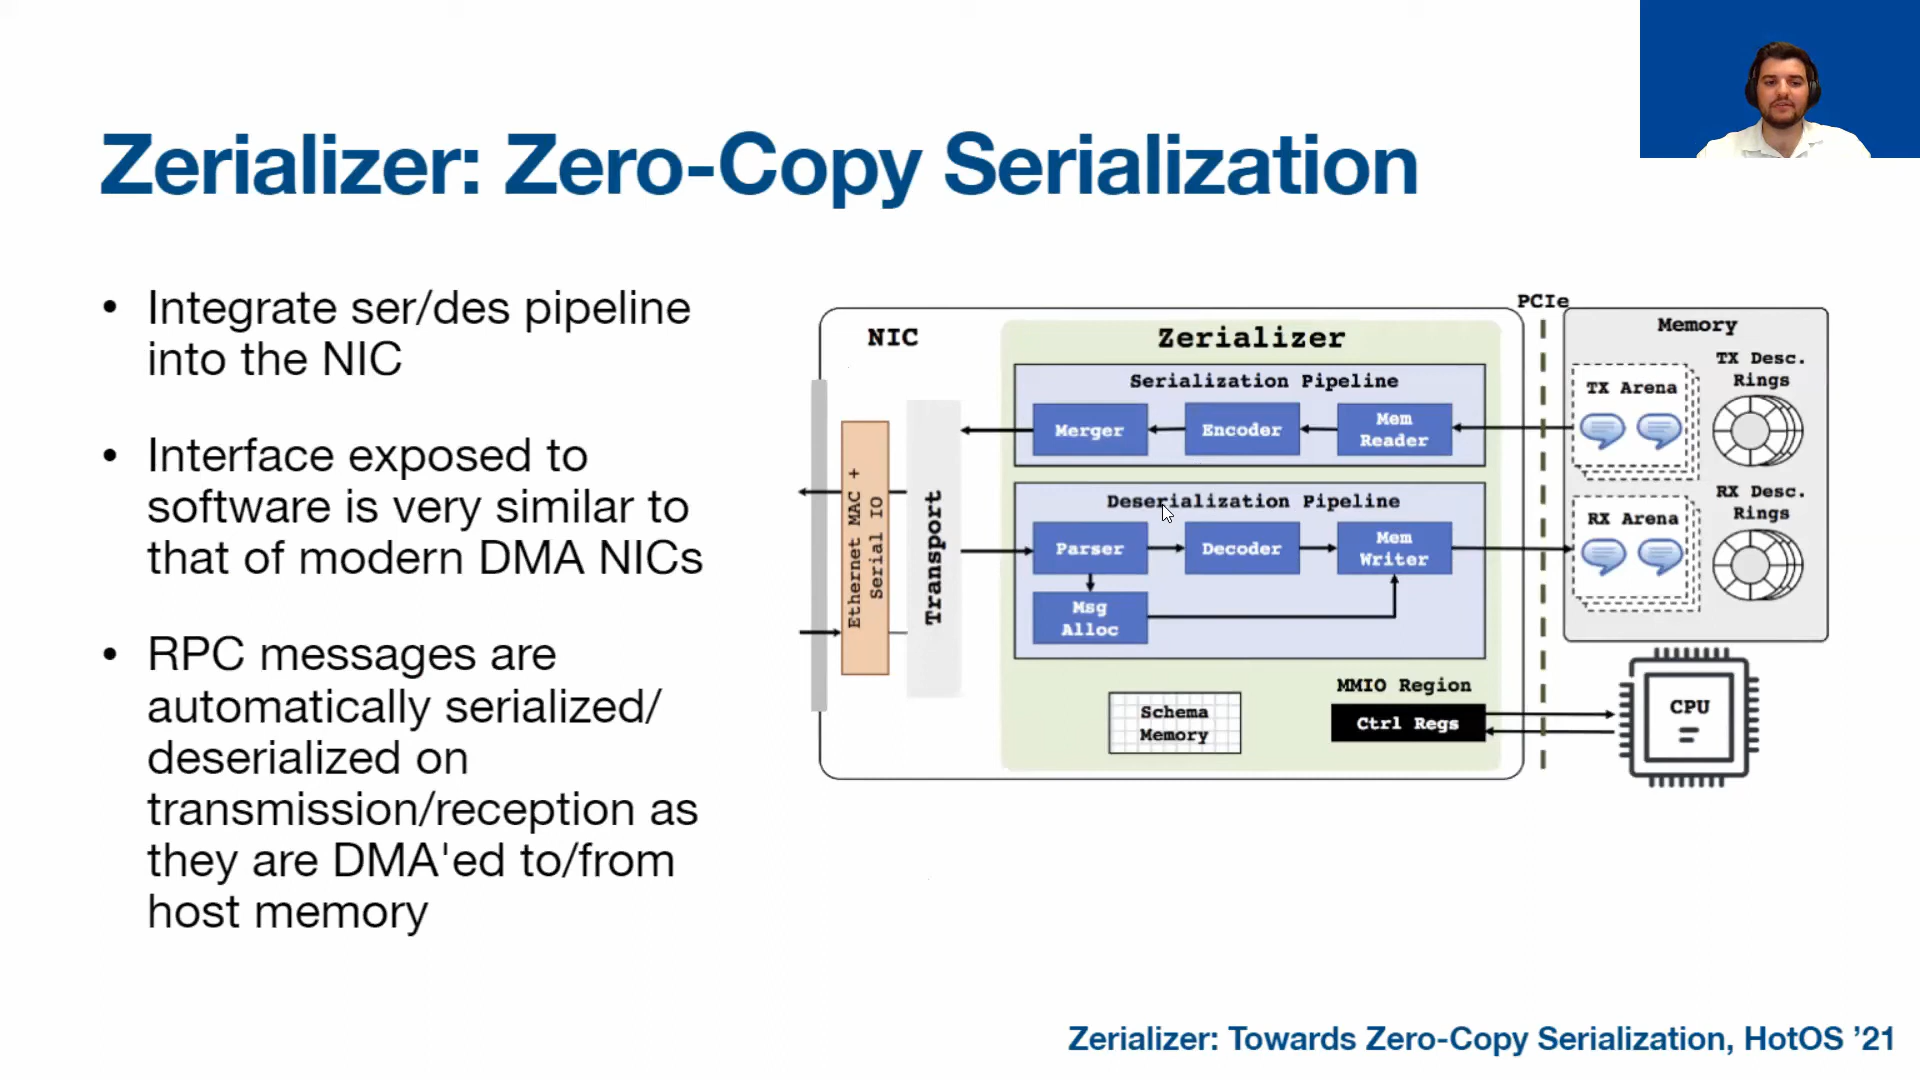 Zerializer: Zero-Copy Serialization
• Integrate ser/des pipeline
into the NIC
• Interface exposed to
software is very similar to
that of modern DMA NICs
• RPC messages are
automatically serialized/
deserialized on
transmission/reception as
they are DMA'ed to/from
host memory
NIC
Ethernet MAC +
Serial IO
Transport
Zerializer
Serialization Pipeline
Merger
Encoder
Mem
Reader
Deserialization Pipeline
Parser
Decoder
Mem
Writer
Msg
Alloc
Schema
Memory
MMIO Region
Ctrl Regs
PCIe
Memory
TX Arena
TX Desc.
Rings
RX Arena
RX Desc.
Rings
CPU
Zerializer: Towards Zero-Copy Serialization, HotOS ’21